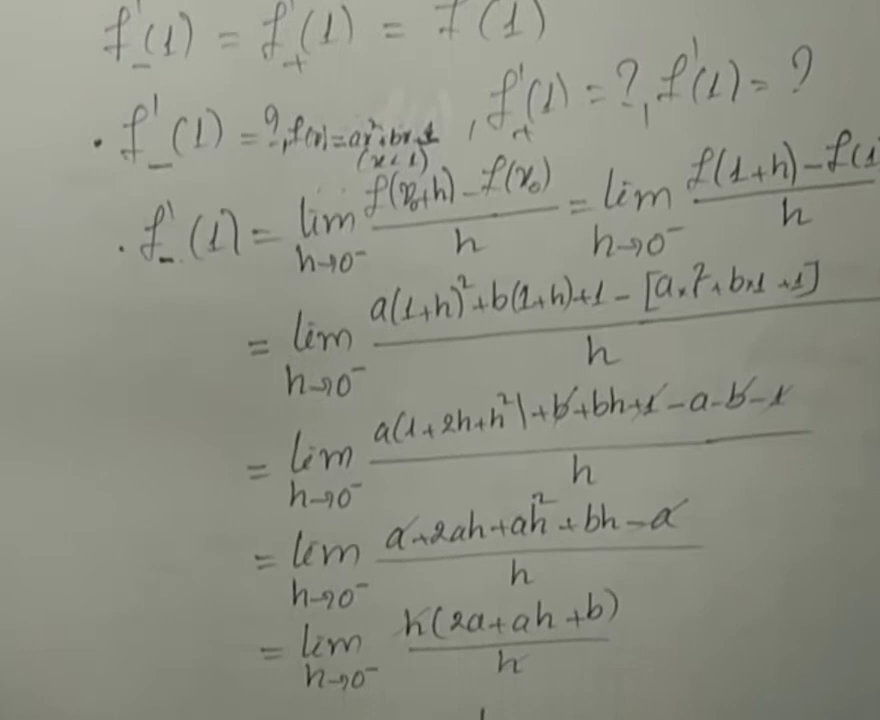 f'₋(1) = f'₊(1) = f'(1)
, f'₊(1) = ?, f'(1) = ?
• f'₋(1) = ?, f(x) = ax² + bx + 1
(x < 1)
• f'₋(1) = lim h→0⁻ (f(x₀+h) - f(x₀))/h = lim h→0⁻ (f(1+h) - f(1
)/h
= lim h→0⁻ (a(1+h)² + b(1+h) + 1 - [a×1² + b×1 + 1])/h
= lim h→0⁻ (a(1+2h+h²) + b + bh + 1 - a - b - 1)/h
= lim h→0⁻ (a + 2ah + ah² + bh - a)/h
= lim h→0⁻ h(2a + ah + b)/h